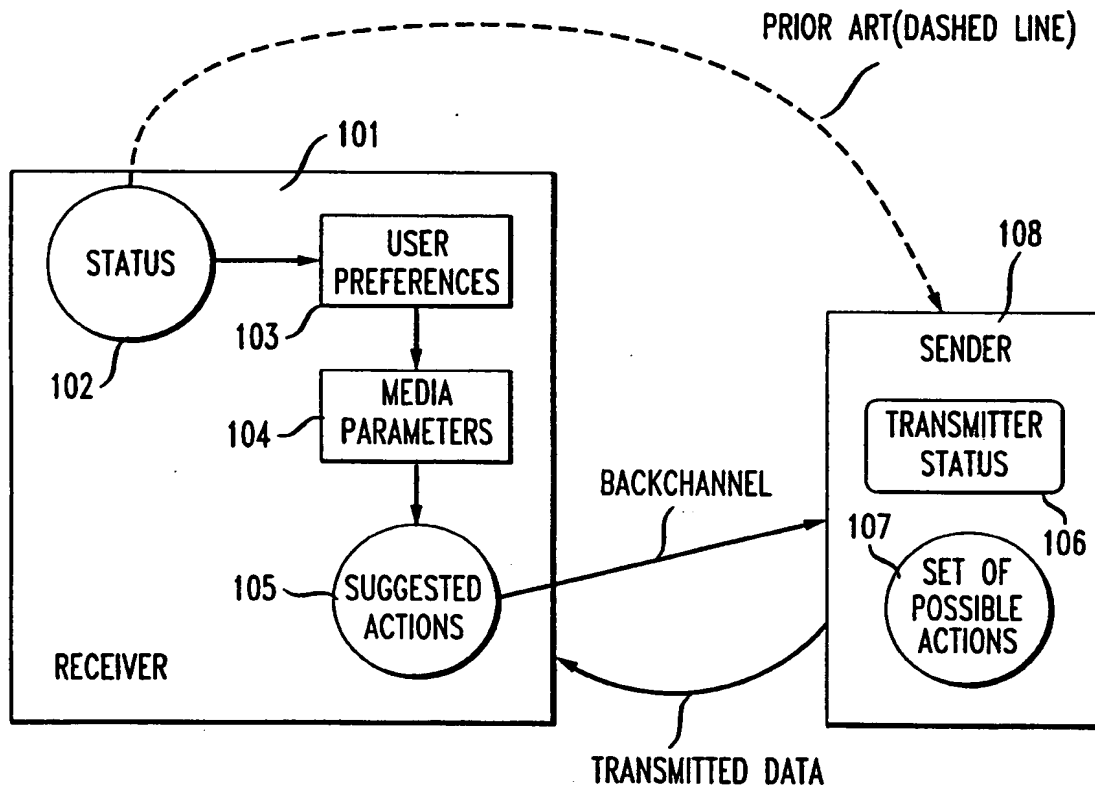 PRIOR ART(DASHED LINE)
101
STATUS
USER
PREFERENCES
108
103
SENDER
102
MEDIA
PARAMETERS
104
TRANSMITTER
STATUS
BACKCHANNEL
107
106
105
SUGGESTED
ACTIONS
SET OF
POSSIBLE
ACTIONS
RECEIVER
TRANSMITTED DATA